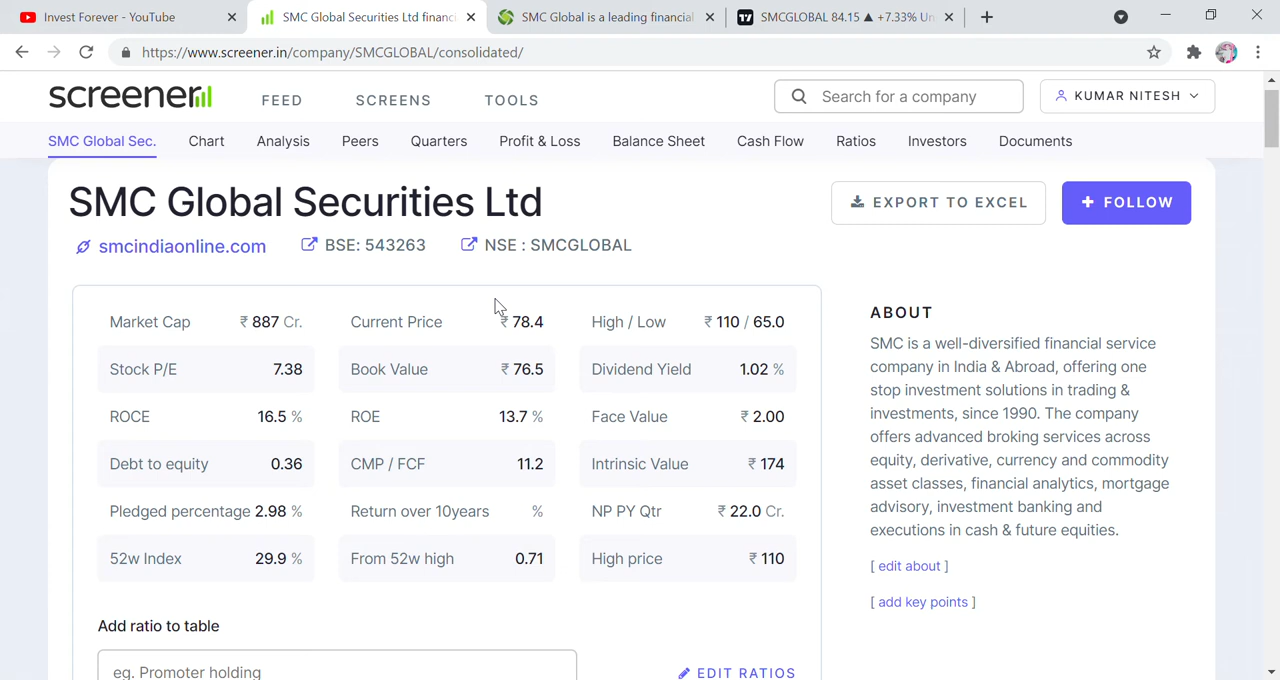 Invest Forever - YouTube
SMC Global Securities Ltd financi
SMC Global is a leading financial
SMCGLOBAL 84.15 ▲ +7.33% Un
https://www.screener.in/company/SMCGLOBAL/consolidated/
screener
FEED
SCREENS
TOOLS
Search for a company
KUMAR NITESH
SMC Global Sec.
Chart
Analysis
Peers
Quarters
Profit & Loss
Balance Sheet
Cash Flow
Ratios
Investors
Documents
SMC Global Securities Ltd
EXPORT TO EXCEL
+ FOLLOW
smcindiaonline.com
BSE: 543263
NSE : SMCGLOBAL
Market Cap ₹ 887 Cr.
Current Price ₹ 78.4
High / Low ₹ 110 / 65.0
Stock P/E 7.38
Book Value ₹ 76.5
Dividend Yield 1.02 %
ROCE 16.5 %
ROE 13.7 %
Face Value ₹ 2.00
Debt to equity 0.36
CMP / FCF 11.2
Intrinsic Value ₹ 174
Pledged percentage 2.98 %
Return over 10years %
NP PY Qtr ₹ 22.0 Cr.
52w Index 29.9 %
From 52w high 0.71
High price ₹ 110
Add ratio to table
eg. Promoter holding
EDIT RATIOS
ABOUT
SMC is a well-diversified financial service
company in India & Abroad, offering one
stop investment solutions in trading &
investments, since 1990. The company
offers advanced broking services across
equity, derivative, currency and commodity
asset classes, financial analytics, mortgage
advisory, investment banking and
executions in cash & future equities.
[ edit about ]
[ add key points ]